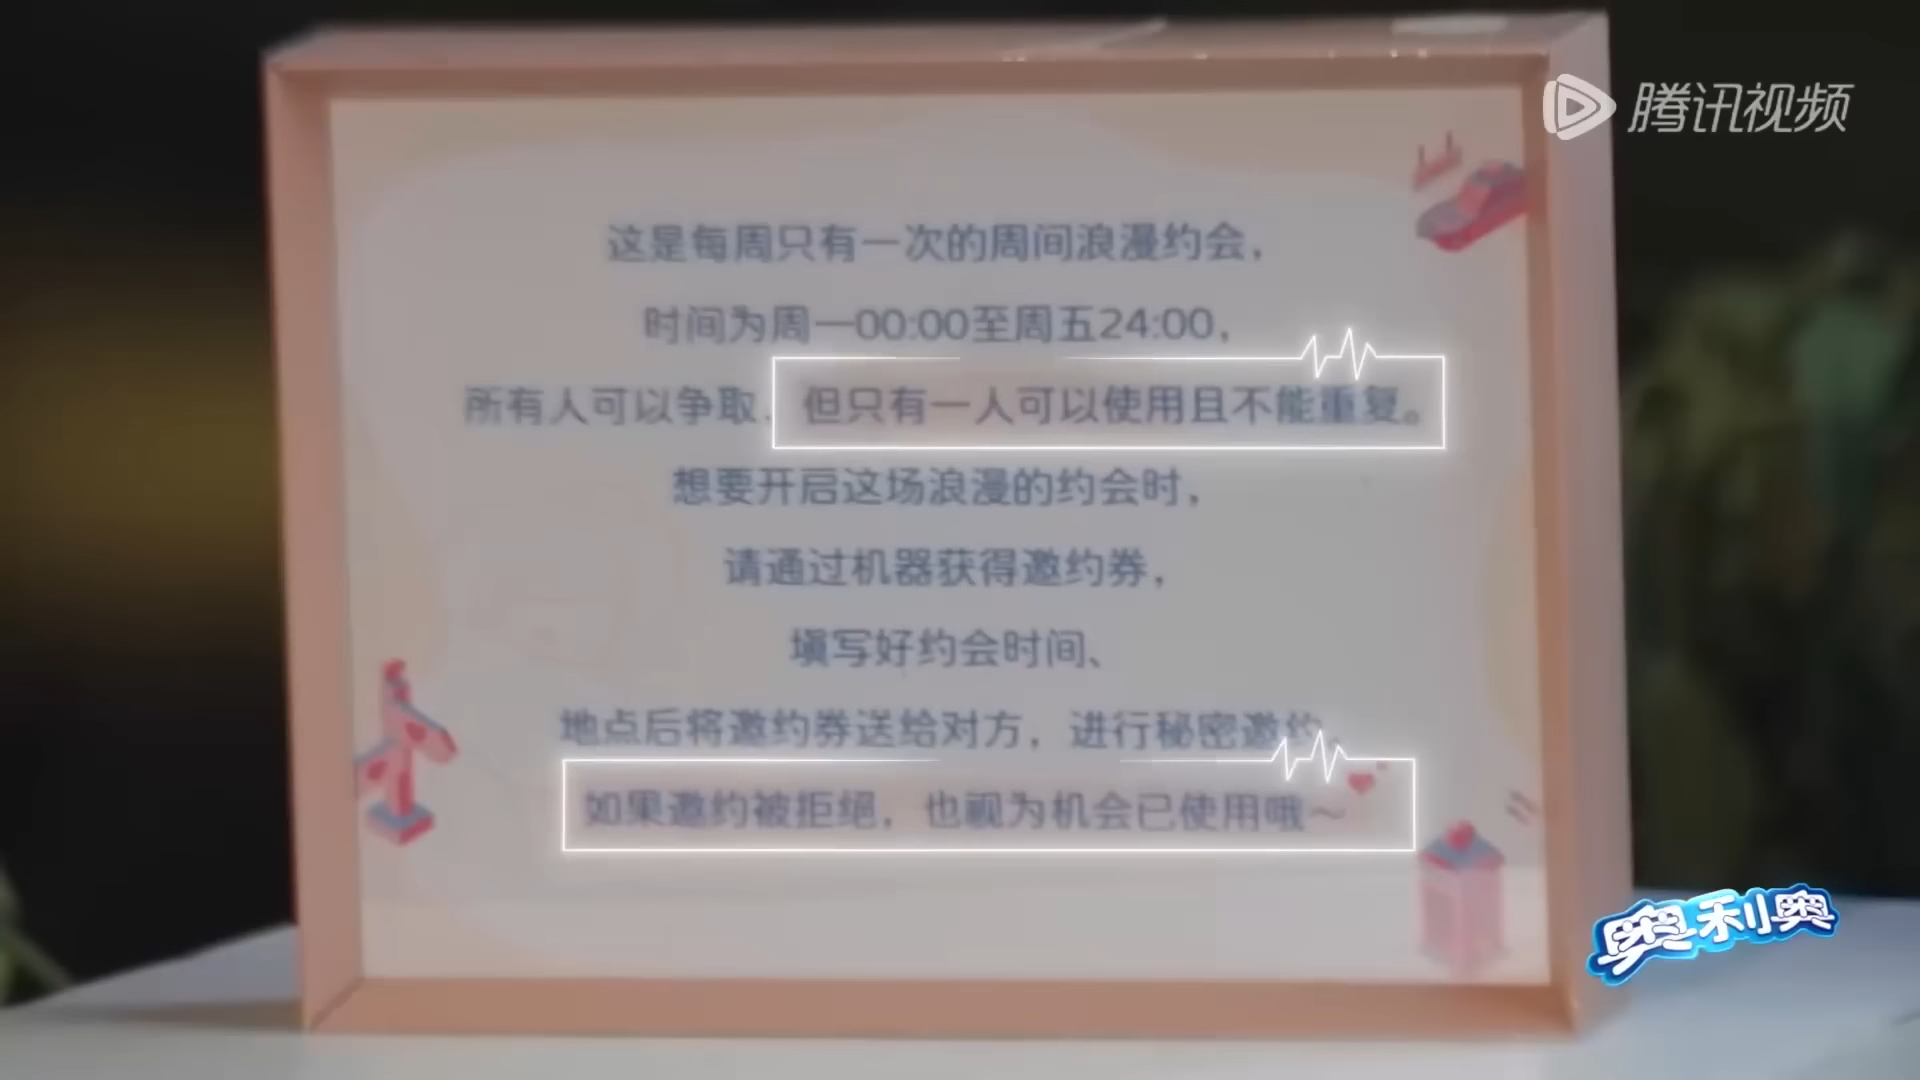 腾讯视频
这是每周只有一次的周间浪漫约会，
时间为周一00:00至周五24:00，
所有人可以争取，但只有一人可以使用且不能重复。
想要开启这场浪漫的约会时，
请通过机器获得邀约券，
填写好约会时间、
地点后将邀约券送给对方，进行秘密邀约。
如果邀约被拒绝，也视为机会已使用哦～
奥利奥